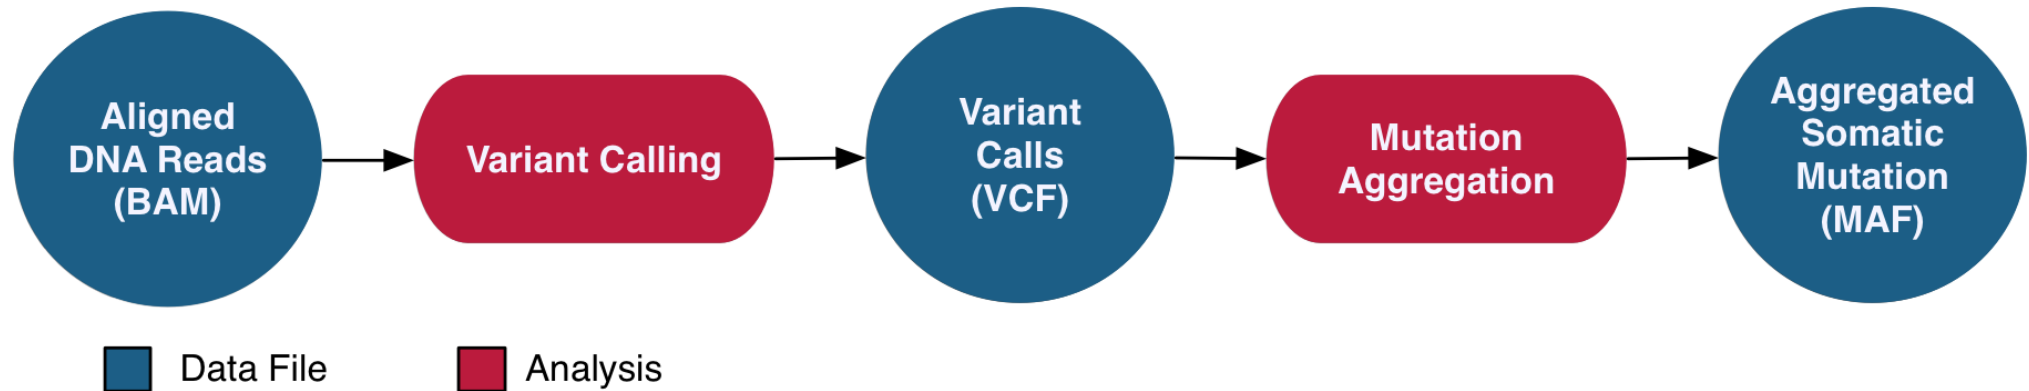 Aligned
DNA Reads
(BAM)
Variant Calling
Variant
Calls
(VCF)
Mutation
Aggregation
Aggregated
Somatic
Mutation
(MAF)
Data File
Analysis